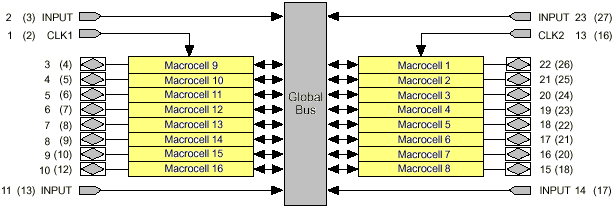 2 (3) INPUT INPUT 23 (27)
1 (2) CLK1 CLK2 13 (16)
3 (4) Macrocell 9 Macrocell 1 22 (26)
4 (5) Macrocell 10 Macrocell 2 21 (25)
5 (6) Macrocell 11 Macrocell 3 20 (24)
6 (7) Macrocell 12 Macrocell 4 19 (23)
7 (8) Macrocell 13 Macrocell 5 18 (22)
8 (9) Macrocell 14 Macrocell 6 17 (21)
9 (10) Macrocell 15 Macrocell 7 16 (20)
10 (12) Macrocell 16 Macrocell 8 15 (18)
Global
Bus
11 (13) INPUT INPUT 14 (17)